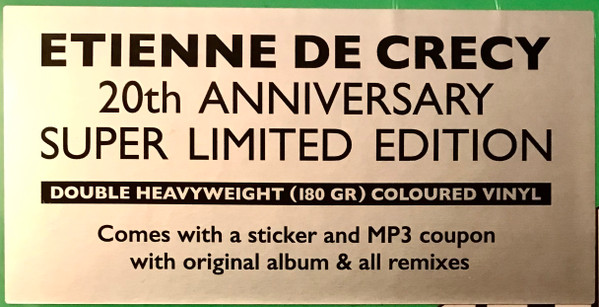 ETIENNE DE CRECY
20th ANNIVERSARY
SUPER LIMITED EDITION
DOUBLE HEAVYWEIGHT (180 GR) COLOURED VINYL
Comes with a sticker and MP3 coupon
with original album & all remixes